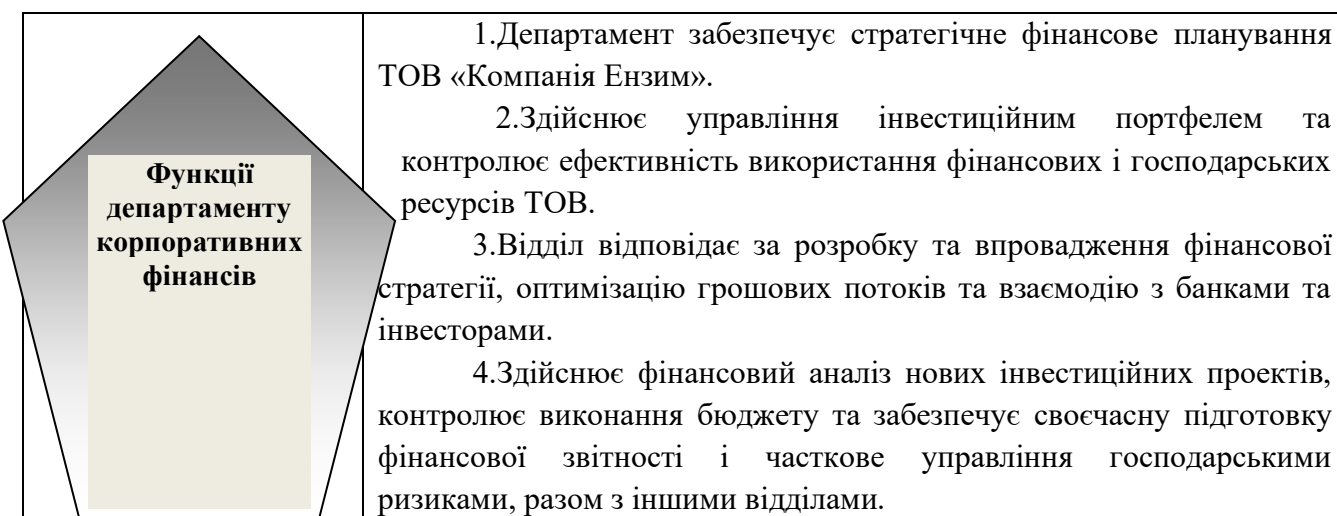 Функції
департаменту
корпоративних
фінансів
1.Департамент забезпечує стратегічне фінансове планування
ТОВ «Компанія Ензим».
2.Здійснює управління інвестиційним портфелем та
контролює ефективність використання фінансових і господарських
ресурсів ТОВ.
3.Відділ відповідає за розробку та впровадження фінансової
стратегії, оптимізацію грошових потоків та взаємодію з банками та
інвесторами.
4.Здійснює фінансовий аналіз нових інвестиційних проектів,
контролює виконання бюджету та забезпечує своєчасну підготовку
фінансової звітності і часткове управління господарськими
ризиками, разом з іншими відділами.